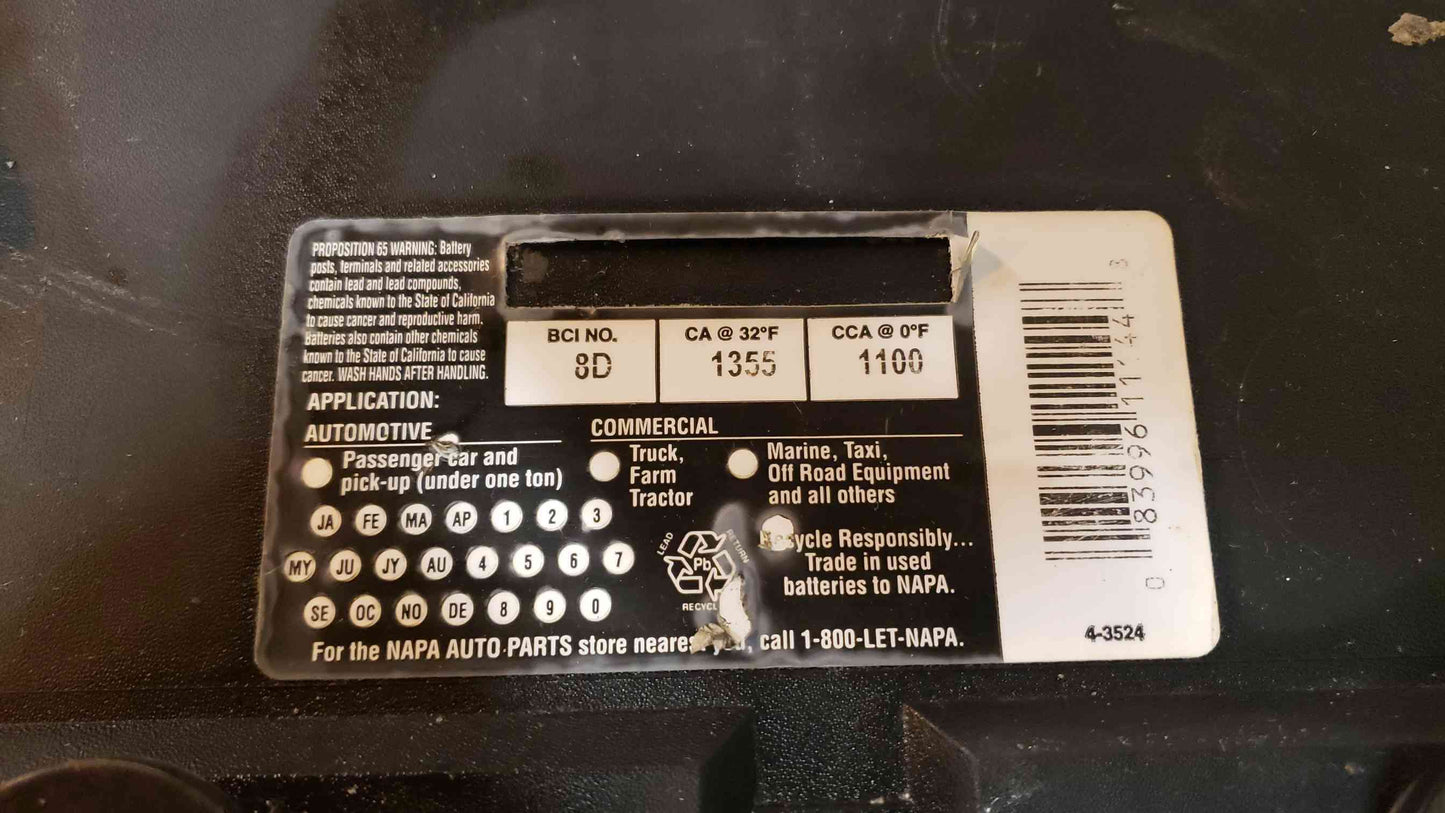 PROPOSITION 65 WARNING: Battery
posts, terminals and related accessories
contain lead and lead compounds,
chemicals known to the State of California
to cause cancer and reproductive harm.
Batteries also contain other chemicals
known to the State of California to cause
cancer. WASH HANDS AFTER HANDLING.
BCI NO.
8D
CA @ 32°F
1355
CCA @ 0°F
1100
APPLICATION:
AUTOMOTIVE
Passenger car and
pick-up (under one ton)
COMMERCIAL
Truck,
Farm
Tractor
Marine, Taxi,
Off Road Equipment
and all others
JA FE MA AP 1 2 3
MY JU JY AU 4 5 6 7
SE OC NO DE 8 9 0
LEAD
RETURN
Pb
RECYCL
Recycle Responsibly...
Trade in used
batteries to NAPA.
For the NAPA AUTO PARTS store nearest you, call 1-800-LET-NAPA.
0 83996 11144 3
4-3524